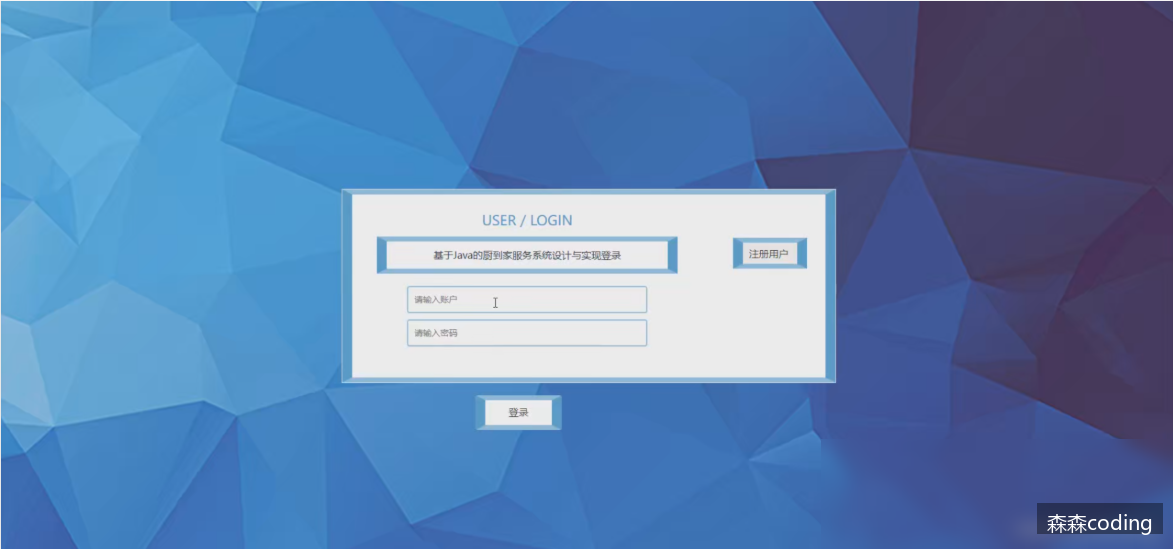 USER / LOGIN
基于Java的厨到家服务系统设计与实现登录
注册用户
请输入账户
请输入密码
登录
森森coding